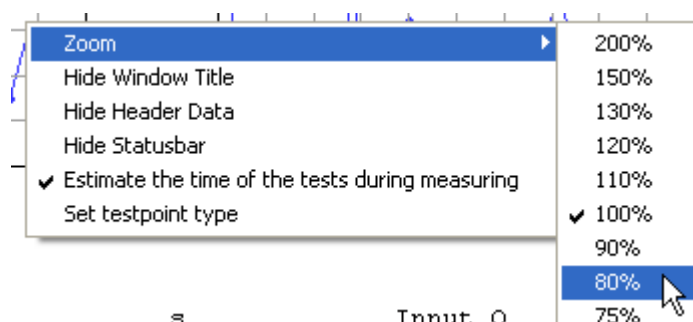 Zoom
Hide Window Title
Hide Header Data
Hide Statusbar
Estimate the time of the tests during measuring
Set testpoint type
200%
150%
130%
120%
110%
100%
90%
80%
75%
s Input Q